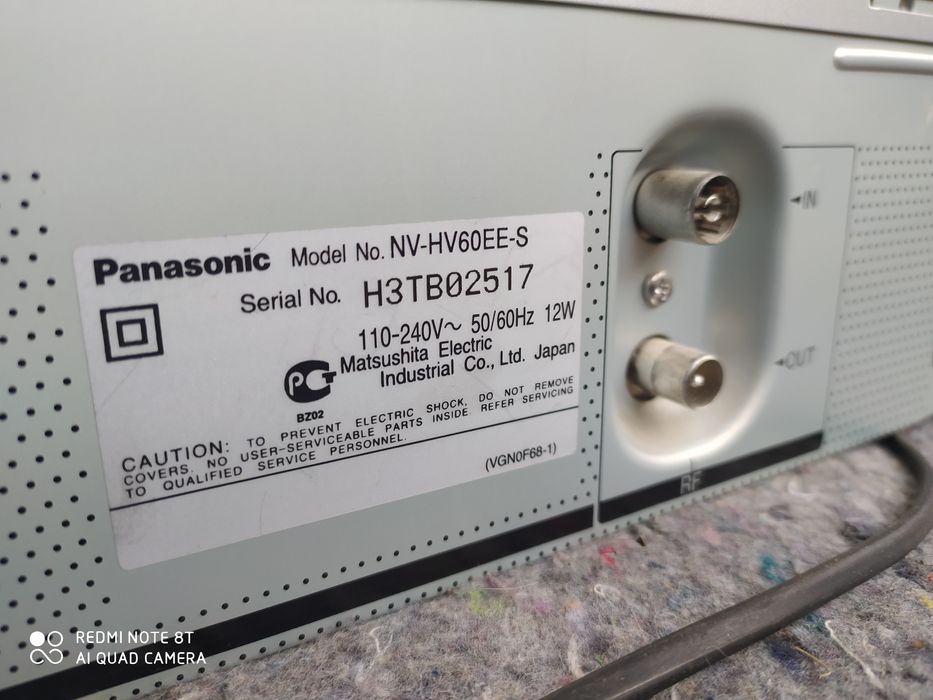 Panasonic Model No. NV-HV60EE-S
Serial No. H3TB02517
110-240V~ 50/60Hz 12W
Matsushita Electric
Industrial Co., Ltd. Japan
BZ02
CAUTION: TO PREVENT ELECTRIC SHOCK, DO NOT REMOVE
COVERS. NO USER-SERVICEABLE PARTS INSIDE. REFER SERVICING
TO QUALIFIED SERVICE PERSONNEL.
(VGN0F68-1)
IN
OUT
RF
REDMI NOTE 8T
AI QUAD CAMERA